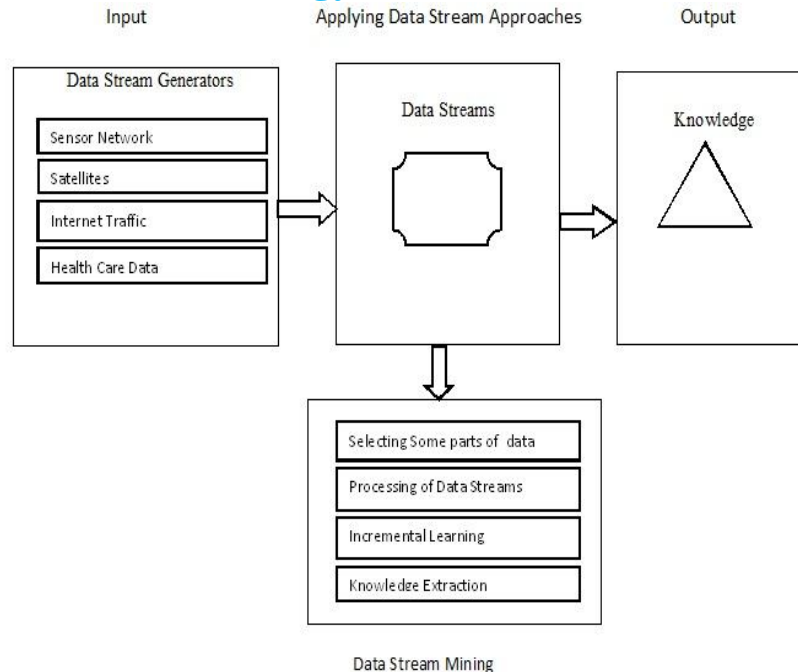 Input
Applying Data Stream Approaches
Output
Data Stream Generators
Sensor Network
Satellites
Internet Traffic
Health Care Data
Data Streams
Knowledge
Selecting Some parts of data
Processing of Data Streams
Incremental Learning
Knowledge Extraction
Data Stream Mining